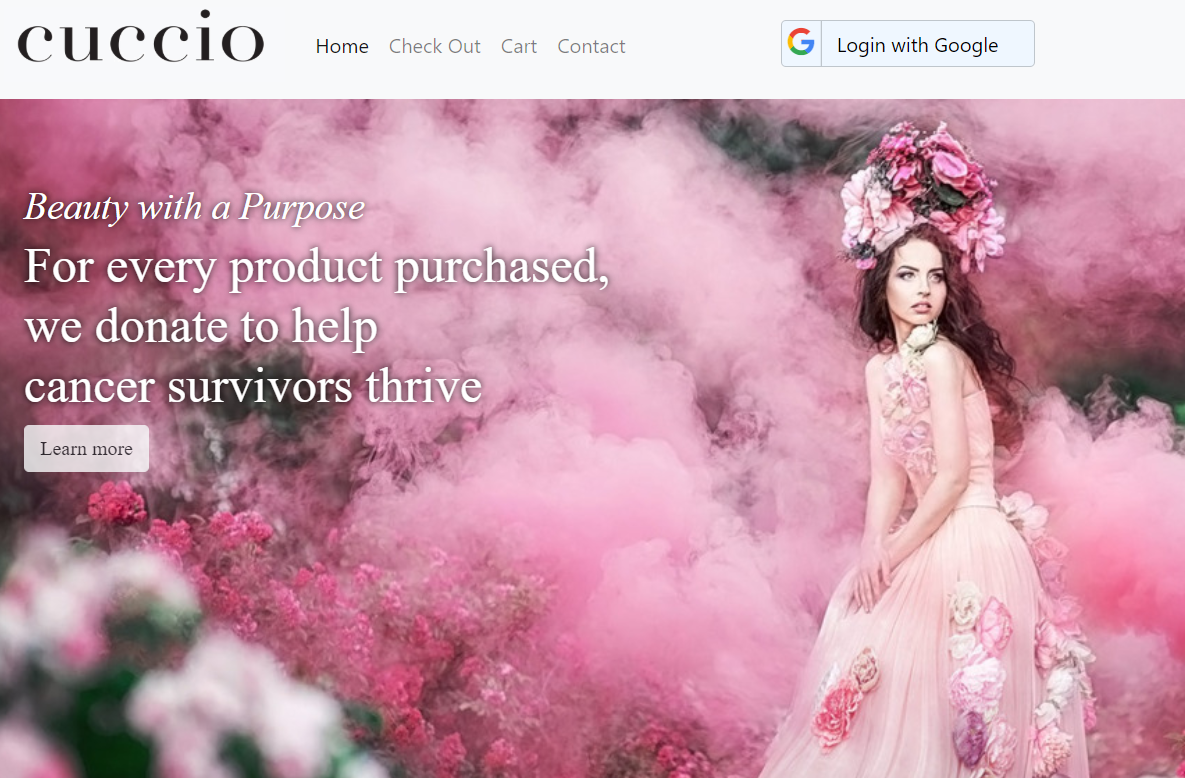 cuccio
Home Check Out Cart Contact
Login with Google
Beauty with a Purpose
For every product purchased,
we donate to help
cancer survivors thrive
Learn more